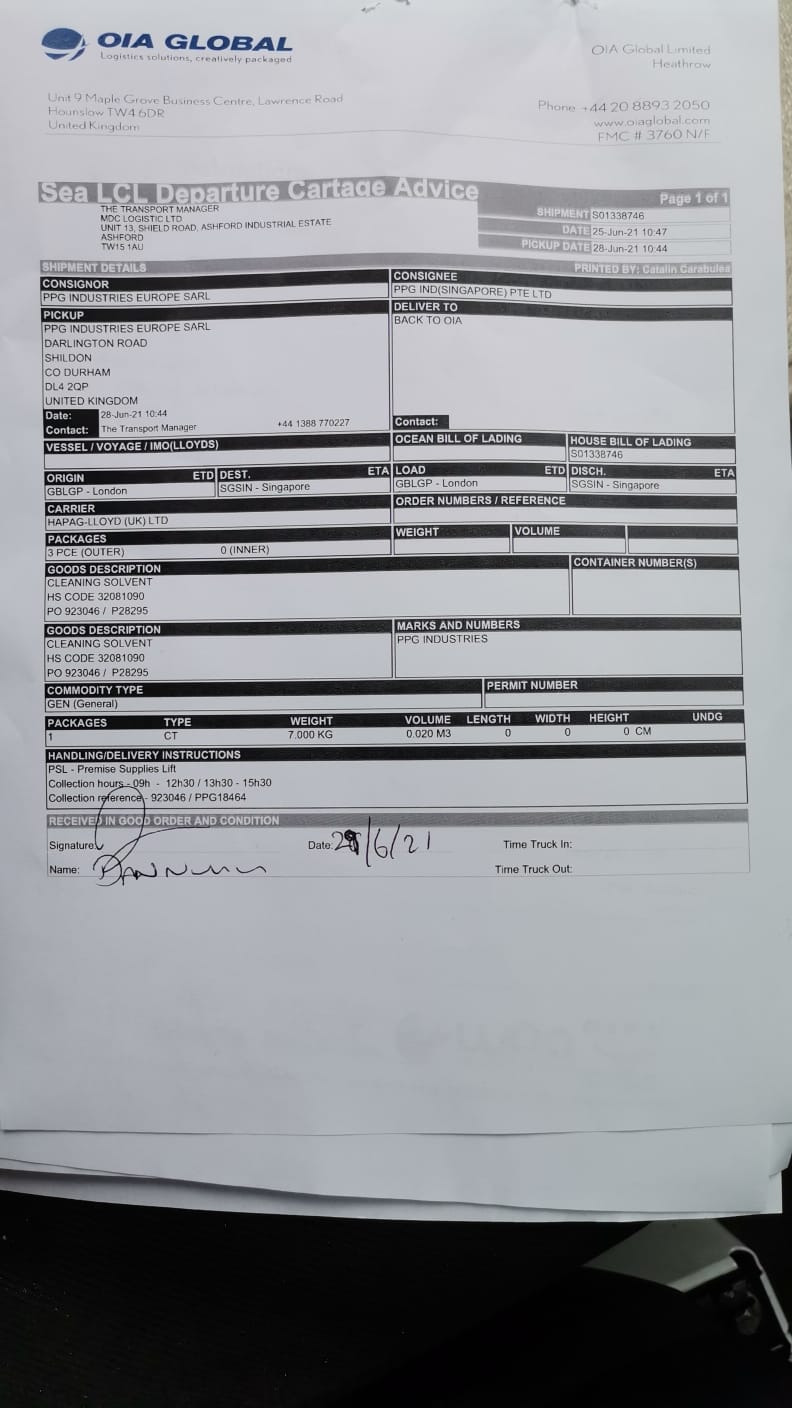 OIA GLOBAL
Logistics solutions, creatively packaged
OIA Global Limited
Heathrow
Unit 9 Maple Grove Business Centre, Lawrence Road
Hounslow TW4 6DR
United Kingdom
Phone +44 20 8893 2050
www.oiaglobal.com
FMC # 3760 N/F
Sea LCL Departure Cartage Advice
Page 1 of 1
THE TRANSPORT MANAGER
MDC LOGISTIC LTD
UNIT 13, SHIELD ROAD, ASHFORD INDUSTRIAL ESTATE
ASHFORD
TW15 1AU
SHIPMENT S01338746
DATE 25-Jun-21 10:47
PICKUP DATE 28-Jun-21 10:44
SHIPMENT DETAILS PRINTED BY: Catalin Carabulea
CONSIGNOR
PPG INDUSTRIES EUROPE SARL
CONSIGNEE
PPG IND(SINGAPORE) PTE LTD
PICKUP
PPG INDUSTRIES EUROPE SARL
DARLINGTON ROAD
SHILDON
CO DURHAM
DL4 2QP
UNITED KINGDOM
Date: 28-Jun-21 10:44
Contact: The Transport Manager +44 1388 770227
DELIVER TO
BACK TO OIA
Contact:
VESSEL / VOYAGE / IMO(LLOYDS)
OCEAN BILL OF LADING
HOUSE BILL OF LADING
S01338746
ORIGIN ETD DEST. ETA LOAD ETD DISCH. ETA
GBLGP - London SGSIN - Singapore GBLGP - London SGSIN - Singapore
CARRIER
HAPAG-LLOYD (UK) LTD
ORDER NUMBERS / REFERENCE
PACKAGES WEIGHT VOLUME
3 PCE (OUTER) 0 (INNER)
GOODS DESCRIPTION CONTAINER NUMBER(S)
CLEANING SOLVENT
HS CODE 32081090
PO 923046 / P28295
GOODS DESCRIPTION MARKS AND NUMBERS
CLEANING SOLVENT PPG INDUSTRIES
HS CODE 32081090
PO 923046 / P28295
COMMODITY TYPE PERMIT NUMBER
GEN (General)
PACKAGES TYPE WEIGHT VOLUME LENGTH WIDTH HEIGHT UNDG
1 CT 7.000 KG 0.020 M3 0 0 0 CM
HANDLING/DELIVERY INSTRUCTIONS
PSL - Premise Supplies Lift
Collection hours - 09h - 12h30 / 13h30 - 15h30
Collection reference - 923046 / PPG18464
RECEIVED IN GOOD ORDER AND CONDITION
Signature: Date: /6/21 Time Truck In:
Name: Time Truck Out: